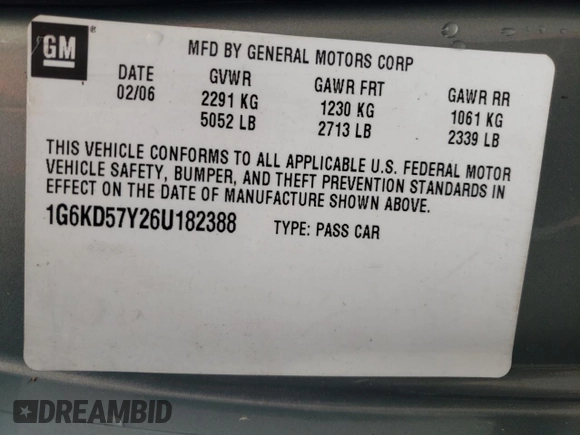 GM
MFD BY GENERAL MOTORS CORP
DATE GVWR GAWR FRT GAWR RR
02/06 2291 KG 1230 KG 1061 KG
5052 LB 2713 LB 2339 LB
THIS VEHICLE CONFORMS TO ALL APPLICABLE U.S. FEDERAL MOTOR
VEHICLE SAFETY, BUMPER, AND THEFT PREVENTION STANDARDS IN
EFFECT ON THE DATE OF MANUFACTURE SHOWN ABOVE.
1G6KD57Y26U182388 TYPE: PASS CAR
DREAMBID